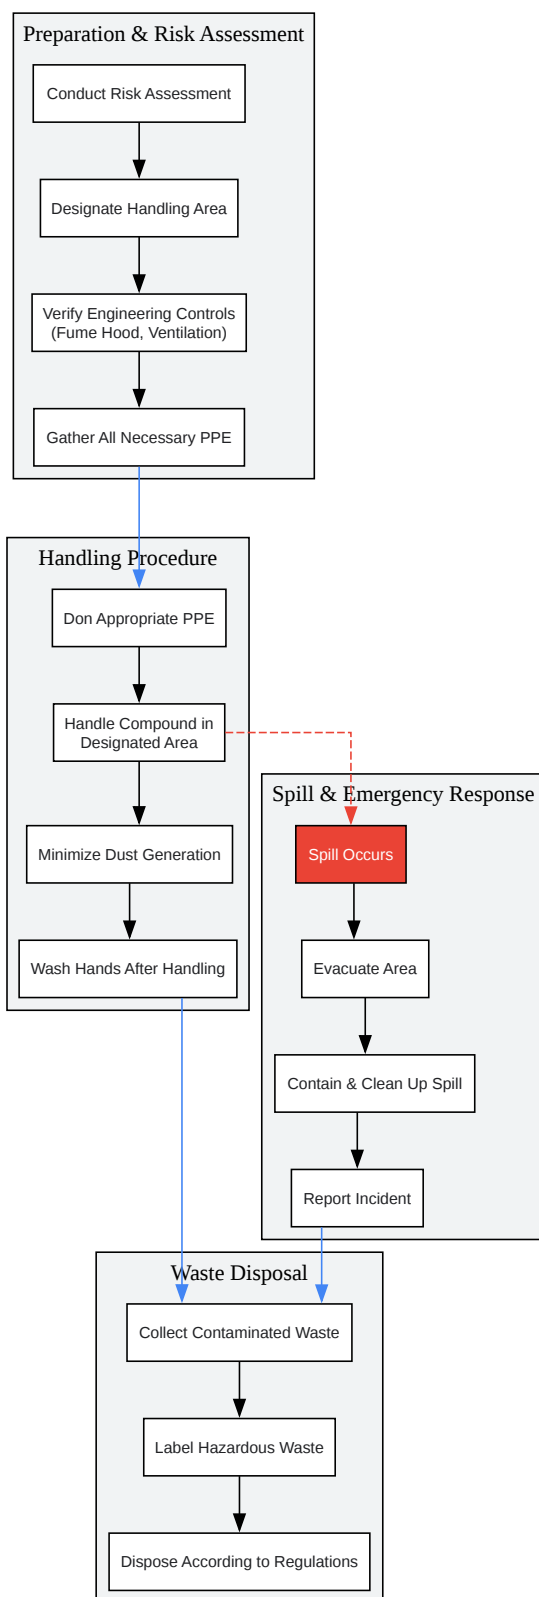 Preparation & Risk Assessment
Conduct Risk Assessment
Designate Handling Area
Verify Engineering Controls
(Fume Hood, Ventilation)
Gather All Necessary PPE
Handling Procedure
Don Appropriate PPE
Handle Compound in
Designated Area
Minimize Dust Generation
Wash Hands After Handling
Spill & Emergency Response
Spill Occurs
Evacuate Area
Contain & Clean Up Spill
Report Incident
Waste Disposal
Collect Contaminated Waste
Label Hazardous Waste
Dispose According to Regulations